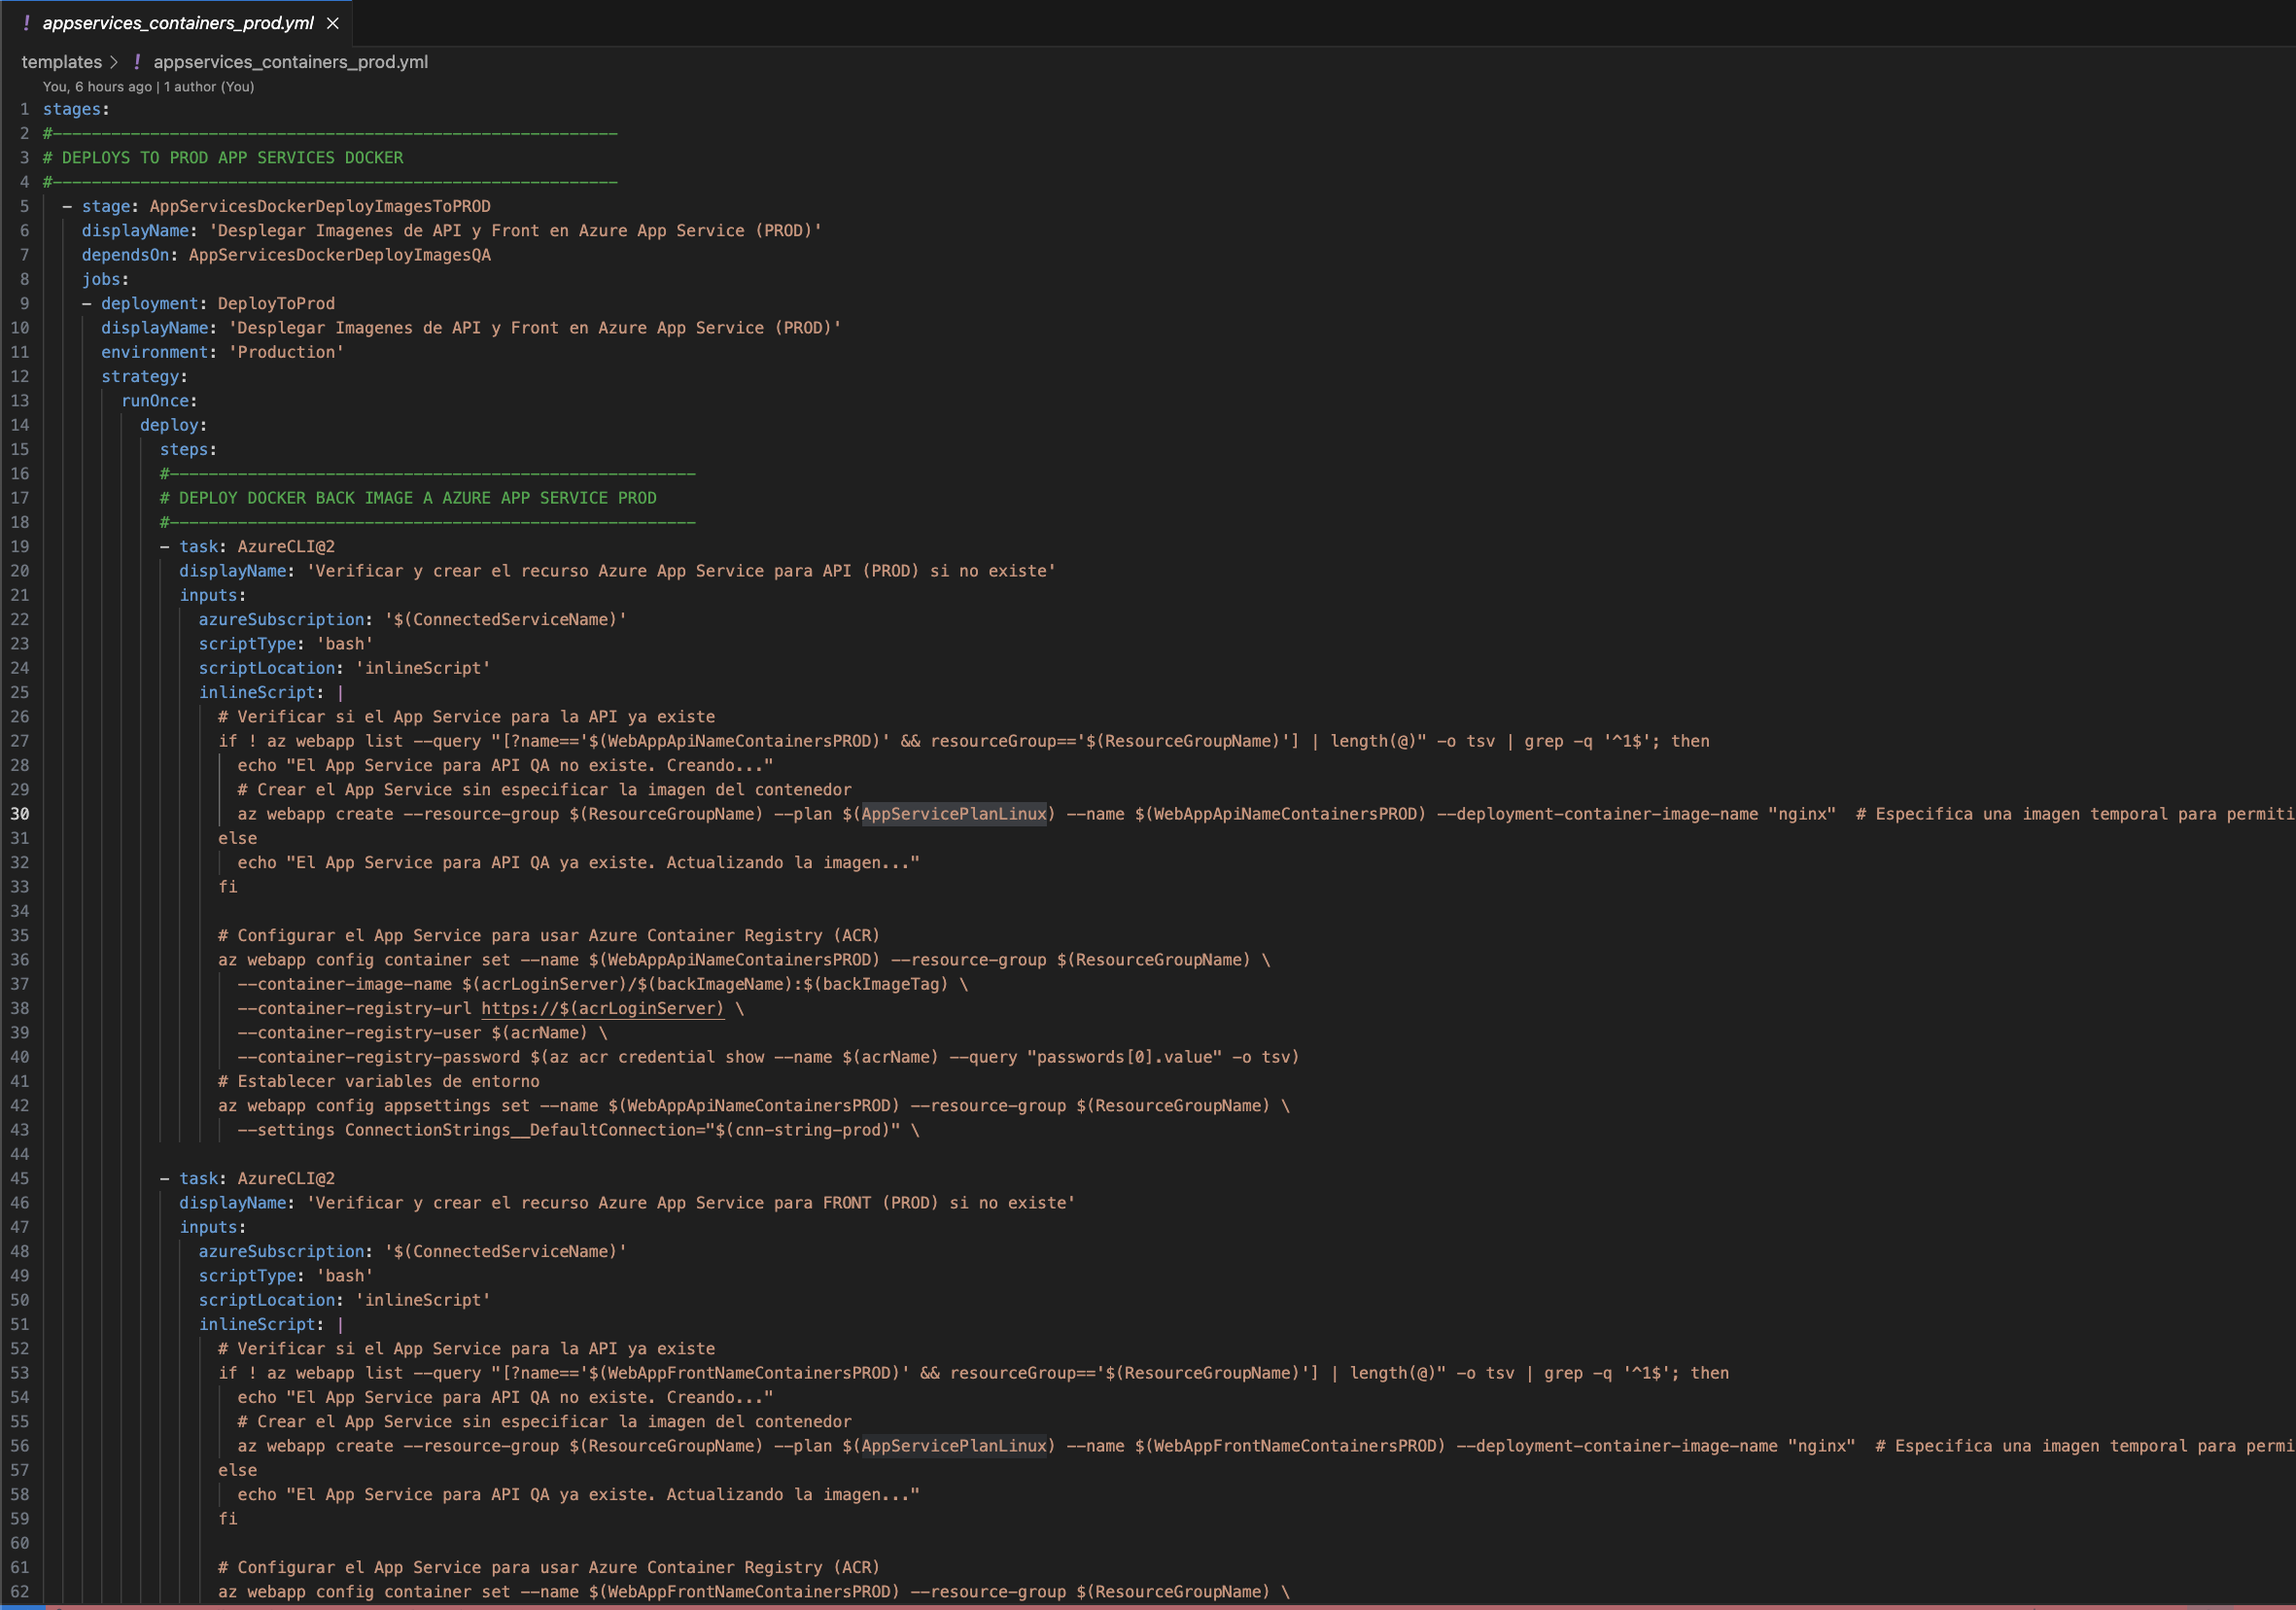 ! appservices_containers_prod.yml ×
templates > ! appservices_containers_prod.yml
You, 6 hours ago | 1 author (You)
1 stages:
2 #----------------------------------------------------------
3 # DEPLOYS TO PROD APP SERVICES DOCKER
4 #----------------------------------------------------------
5   - stage: AppServicesDockerDeployImagesToPROD
6     displayName: 'Desplegar Imagenes de API y Front en Azure App Service (PROD)'
7     dependsOn: AppServicesDockerDeployImagesQA
8     jobs:
9     - deployment: DeployToProd
10       displayName: 'Desplegar Imagenes de API y Front en Azure App Service (PROD)'
11       environment: 'Production'
12       strategy:
13         runOnce:
14           deploy:
15             steps:
16             #------------------------------------------------------
17             # DEPLOY DOCKER BACK IMAGE A AZURE APP SERVICE PROD
18             #------------------------------------------------------
19             - task: AzureCLI@2
20               displayName: 'Verificar y crear el recurso Azure App Service para API (PROD) si no existe'
21               inputs:
22                 azureSubscription: '$(ConnectedServiceName)'
23                 scriptType: 'bash'
24                 scriptLocation: 'inlineScript'
25                 inlineScript: |
26                   # Verificar si el App Service para la API ya existe
27                   if ! az webapp list --query "[?name=='$(WebAppApiNameContainersPROD)' && resourceGroup=='$(ResourceGroupName)'] | length(@)" -o tsv | grep -q '^1$'; then
28                     echo "El App Service para API QA no existe. Creando..."
29                     # Crear el App Service sin especificar la imagen del contenedor
30                     az webapp create --resource-group $(ResourceGroupName) --plan $(AppServicePlanLinux) --name $(WebAppApiNameContainersPROD) --deployment-container-image-name "nginx"  # Especifica una imagen temporal para permiti
31                   else
32                     echo "El App Service para API QA ya existe. Actualizando la imagen..."
33                   fi
34
35                   # Configurar el App Service para usar Azure Container Registry (ACR)
36                   az webapp config container set --name $(WebAppApiNameContainersPROD) --resource-group $(ResourceGroupName) \
37                     --container-image-name $(acrLoginServer)/$(backImageName):$(backImageTag) \
38                     --container-registry-url https://$(acrLoginServer) \
39                     --container-registry-user $(acrName) \
40                     --container-registry-password $(az acr credential show --name $(acrName) --query "passwords[0].value" -o tsv)
41                   # Establecer variables de entorno
42                   az webapp config appsettings set --name $(WebAppApiNameContainersPROD) --resource-group $(ResourceGroupName) \
43                     --settings ConnectionStrings__DefaultConnection="$(cnn-string-prod)" \
44
45             - task: AzureCLI@2
46               displayName: 'Verificar y crear el recurso Azure App Service para FRONT (PROD) si no existe'
47               inputs:
48                 azureSubscription: '$(ConnectedServiceName)'
49                 scriptType: 'bash'
50                 scriptLocation: 'inlineScript'
51                 inlineScript: |
52                   # Verificar si el App Service para la API ya existe
53                   if ! az webapp list --query "[?name=='$(WebAppFrontNameContainersPROD)' && resourceGroup=='$(ResourceGroupName)'] | length(@)" -o tsv | grep -q '^1$'; then
54                     echo "El App Service para API QA no existe. Creando..."
55                     # Crear el App Service sin especificar la imagen del contenedor
56                     az webapp create --resource-group $(ResourceGroupName) --plan $(AppServicePlanLinux) --name $(WebAppFrontNameContainersPROD) --deployment-container-image-name "nginx"  # Especifica una imagen temporal para permi
57                   else
58                     echo "El App Service para API QA ya existe. Actualizando la imagen..."
59                   fi
60
61                   # Configurar el App Service para usar Azure Container Registry (ACR)
62                   az webapp config container set --name $(WebAppFrontNameContainersPROD) --resource-group $(ResourceGroupName) \